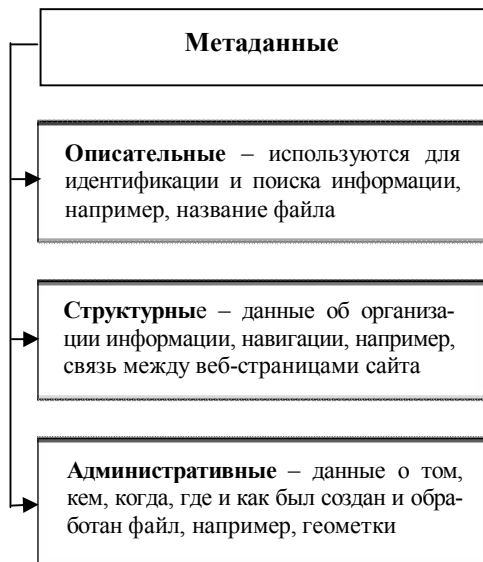 Метаданные
Описательные – используются для
идентификации и поиска информации,
например, название файла
Структурные – данные об организа-
ции информации, навигации, например,
связь между веб-страницами сайта
Административные – данные о том,
кем, когда, где и как был создан и обра-
ботан файл, например, геометки